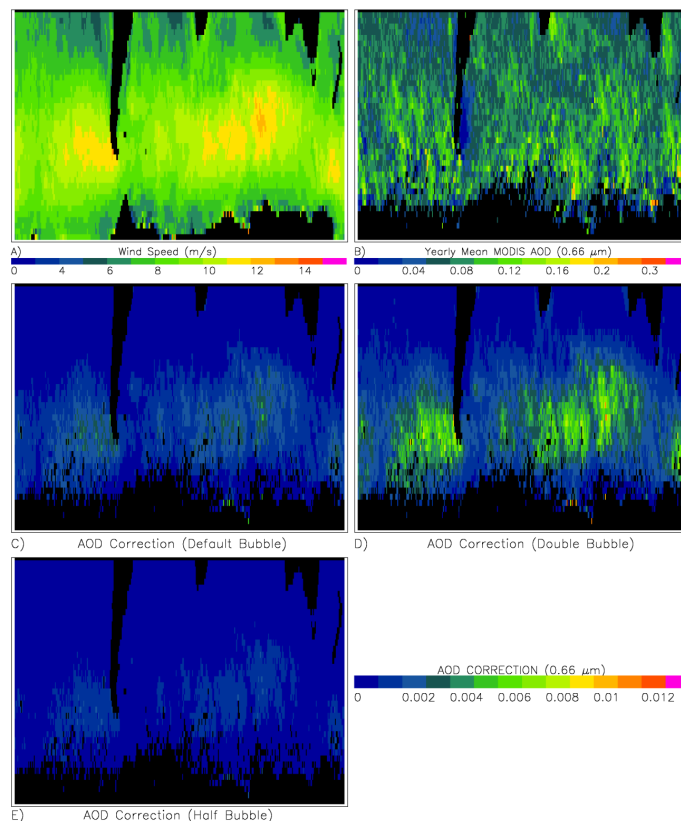 A) Wind Speed (m/s)
0 4 6 8 10 12 14
B) Yearly Mean MODIS AOD (0.66 μm)
0 0.04 0.08 0.12 0.16 0.2 0.3
C) AOD Correction (Default Bubble)
D) AOD Correction (Double Bubble)
AOD CORRECTION (0.66 μm)
0 0.002 0.004 0.006 0.008 0.01 0.012
E) AOD Correction (Half Bubble)